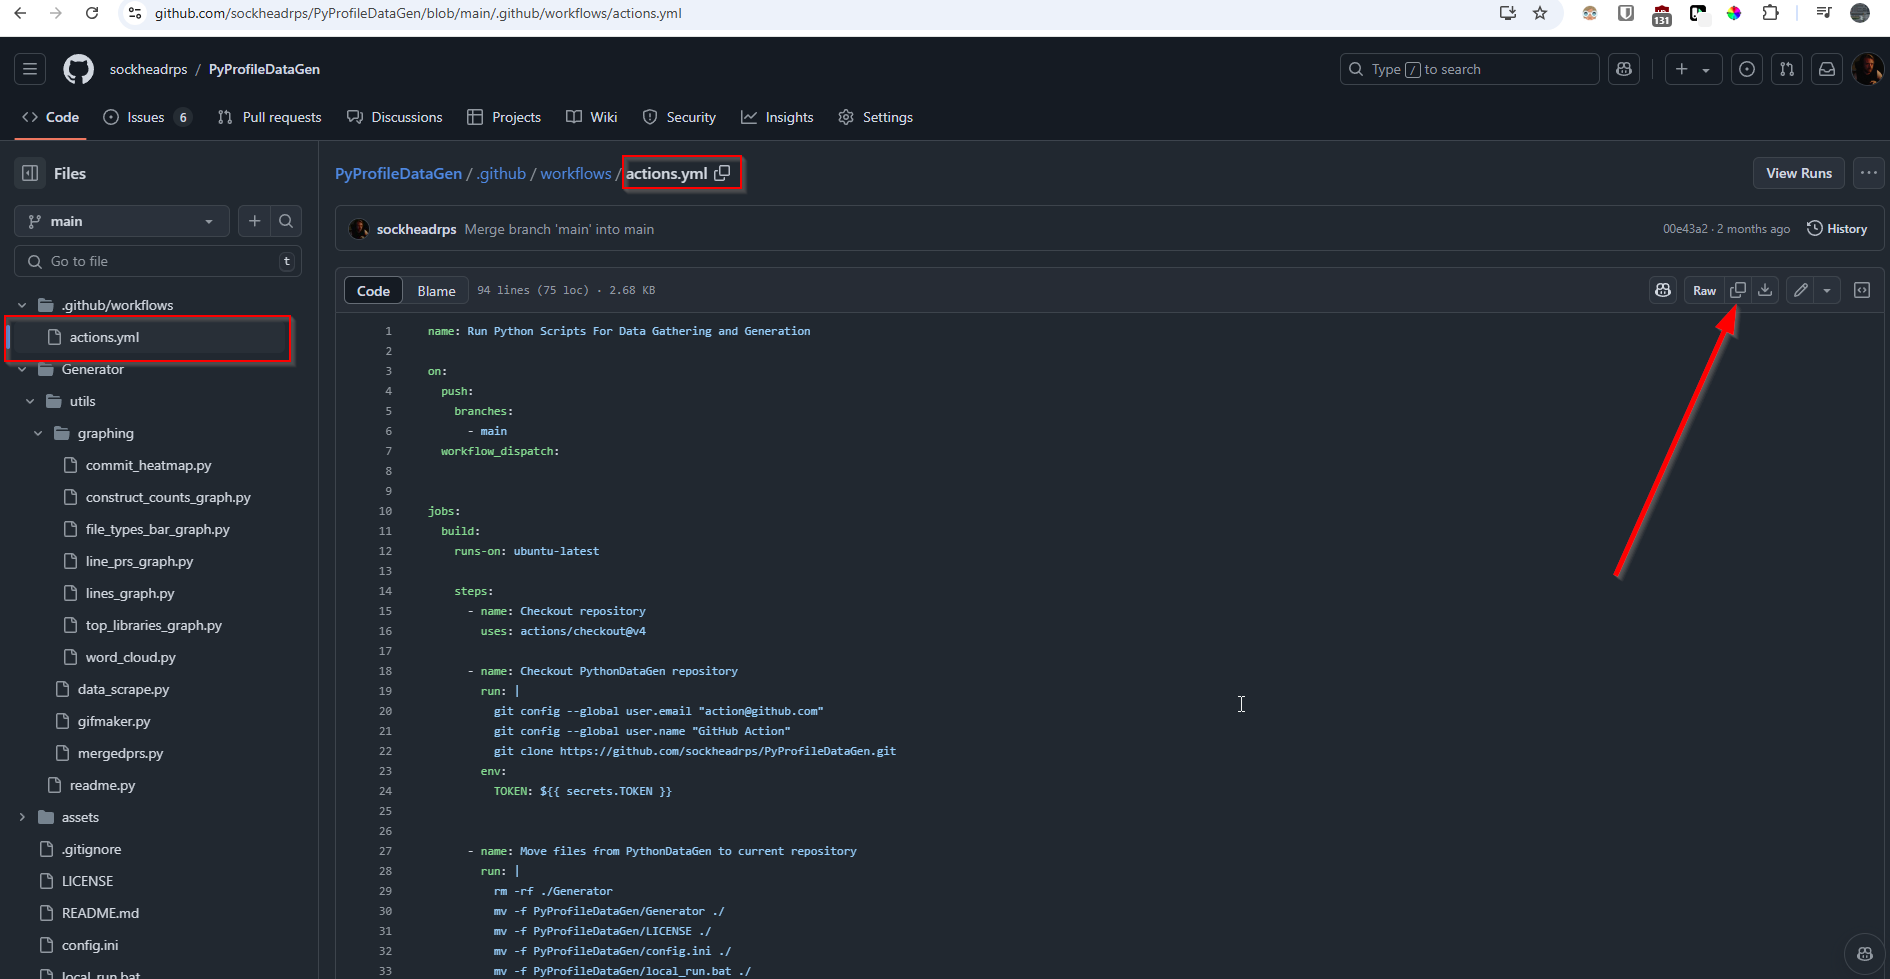 github.com/sockheadrps/PyProfileDataGen/blob/main/.github/workflows/actions.yml
131
sockheadrps / PyProfileDataGen
Type / to search
Code
Issues 6
Pull requests
Discussions
Projects
Wiki
Security
Insights
Settings
Files
main
Go to file
t
.github/workflows
actions.yml
Generator
utils
graphing
commit_heatmap.py
construct_counts_graph.py
file_types_bar_graph.py
line_prs_graph.py
lines_graph.py
top_libraries_graph.py
word_cloud.py
data_scrape.py
gifmaker.py
mergedprs.py
readme.py
assets
.gitignore
LICENSE
README.md
config.ini
local_run.bat
PyProfileDataGen / .github / workflows / actions.yml
View Runs
sockheadrps Merge branch 'main' into main
00e43a2 · 2 months ago
History
Code
Blame
94 lines (75 loc) · 2.68 KB
Raw
1 name: Run Python Scripts For Data Gathering and Generation
2
3 on:
4 push:
5 branches:
6 - main
7 workflow_dispatch:
8
9
10 jobs:
11 build:
12 runs-on: ubuntu-latest
13
14 steps:
15 - name: Checkout repository
16 uses: actions/checkout@v4
17
18 - name: Checkout PythonDataGen repository
19 run: |
20 git config --global user.email "action@github.com"
21 git config --global user.name "GitHub Action"
22 git clone https://github.com/sockheadrps/PyProfileDataGen.git
23 env:
24 TOKEN: ${{ secrets.TOKEN }}
25
26
27 - name: Move files from PythonDataGen to current repository
28 run: |
29 rm -rf ./Generator
30 mv -f PyProfileDataGen/Generator ./
31 mv -f PyProfileDataGen/LICENSE ./
32 mv -f PyProfileDataGen/config.ini ./
33 mv -f PyProfileDataGen/local_run.bat ./